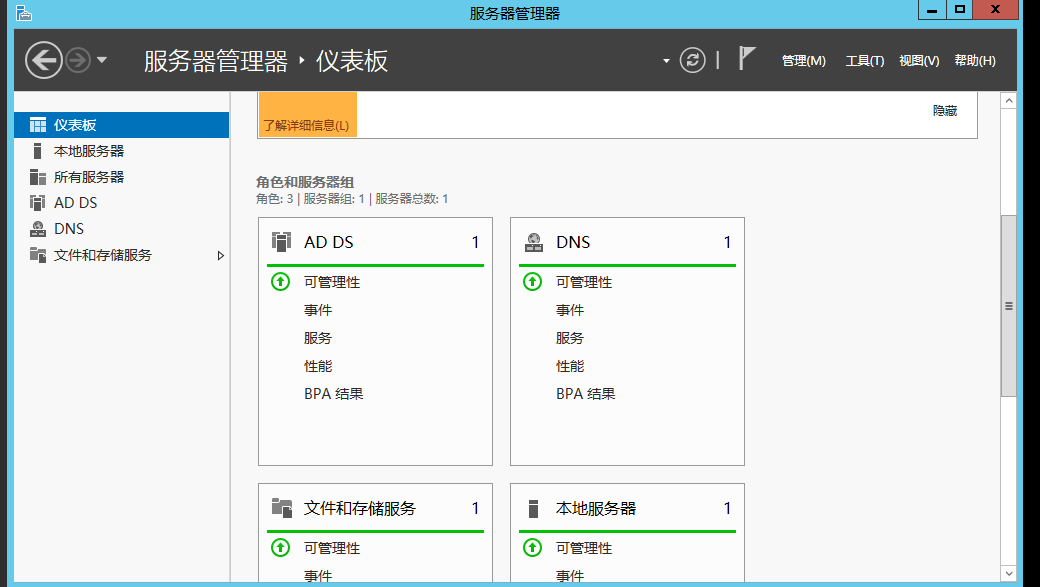 服务器管理器
服务器管理器 · 仪表板
管理(M) 工具(T) 视图(V) 帮助(H)
仪表板
本地服务器
所有服务器
AD DS
DNS
文件和存储服务
了解详细信息(L)
隐藏
角色和服务器组
角色: 3 | 服务器组: 1 | 服务器总数: 1
AD DS 1
可管理性
事件
服务
性能
BPA 结果
DNS 1
可管理性
事件
服务
性能
BPA 结果
文件和存储服务 1
可管理性
事件
本地服务器 1
可管理性
事件